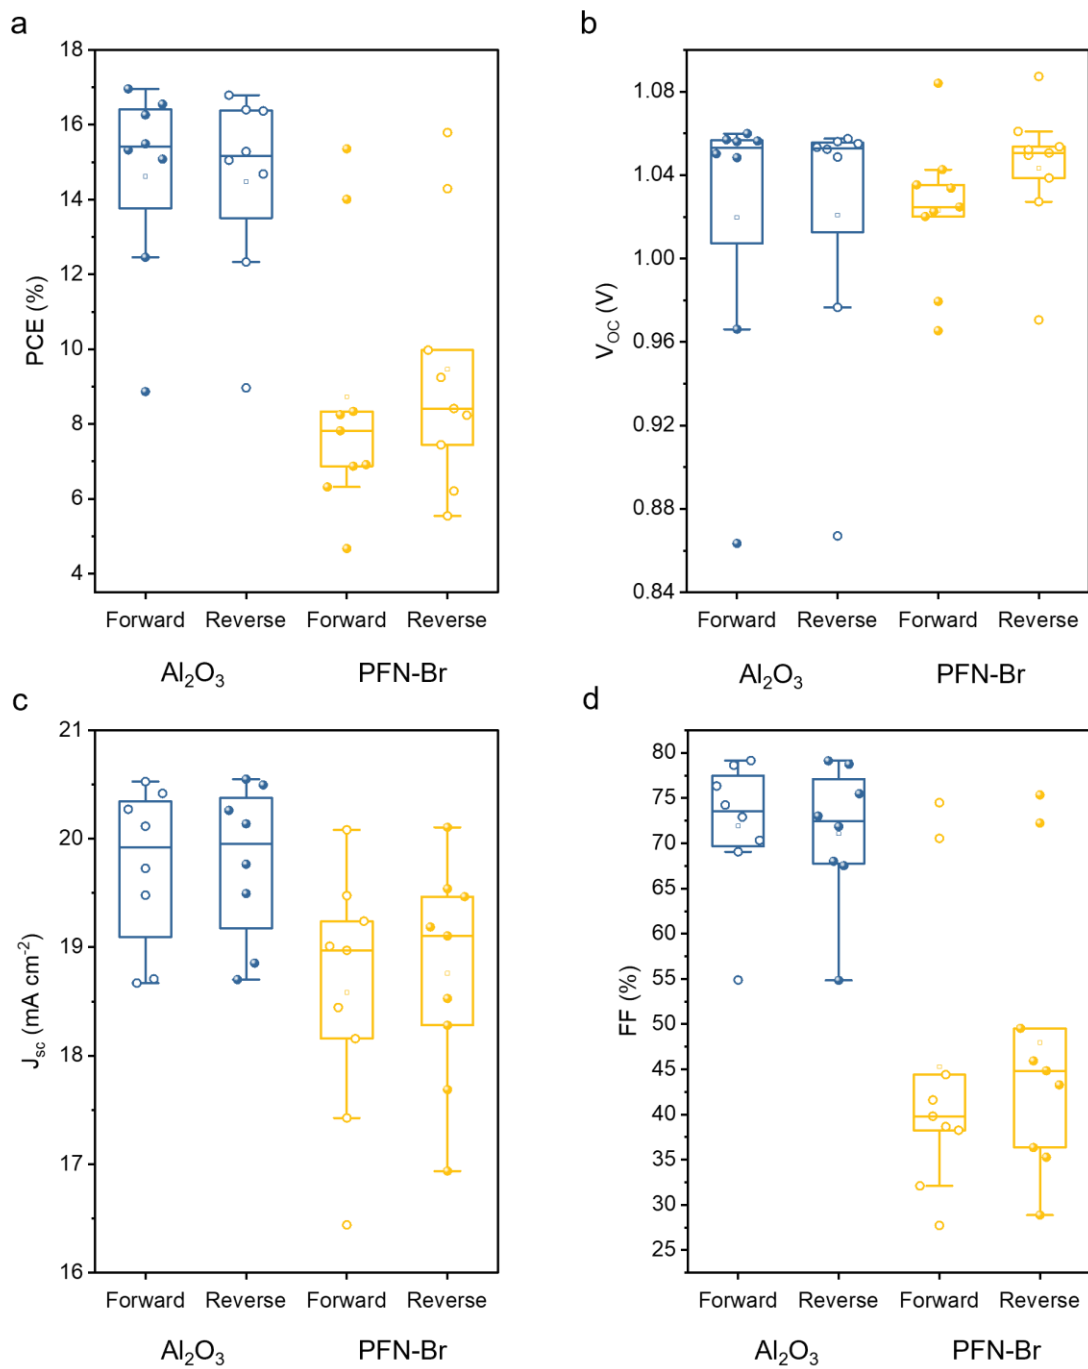 a
18
16
14
12
10
8
6
4
PCE (%)
Forward Reverse Forward Reverse
Al₂O₃ PFN-Br
b
1.08
1.04
1.00
0.96
0.92
0.88
0.84
V_OC (V)
Forward Reverse Forward Reverse
Al₂O₃ PFN-Br
c
21
20
19
18
17
16
J_sc (mA cm⁻²)
Forward Reverse Forward Reverse
Al₂O₃ PFN-Br
d
80
75
70
65
60
55
50
45
40
35
30
25
FF (%)
Forward Reverse Forward Reverse
Al₂O₃ PFN-Br